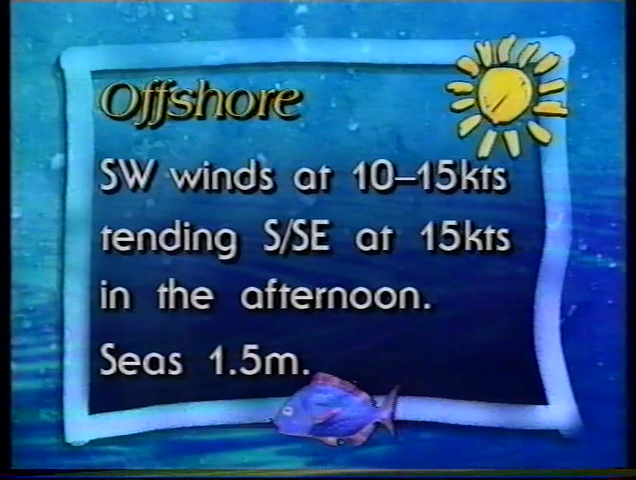 Offshore
SW winds at 10–15kts
tending S/SE at 15kts
in the afternoon.
Seas 1.5m.